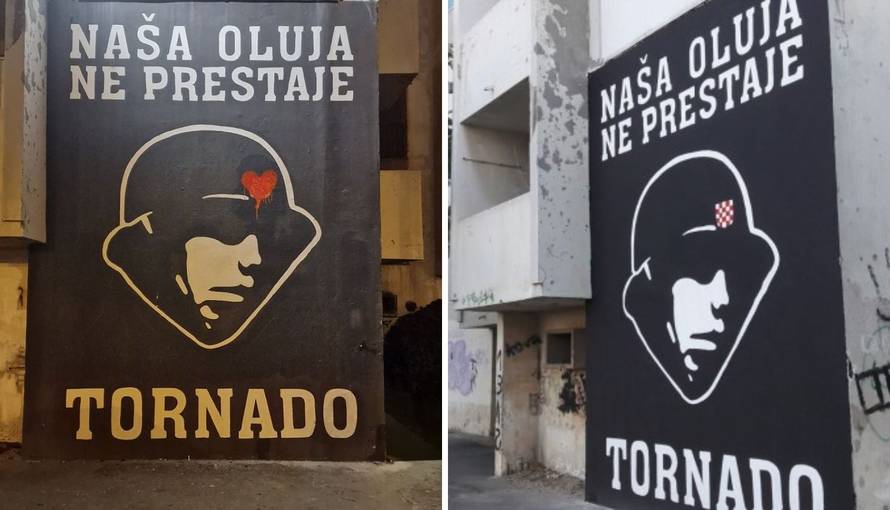 NAŠA OLUJA
NE PRESTAJE
TORNADO
NAŠA OLUJA
NE PRESTAJE
TORNADO